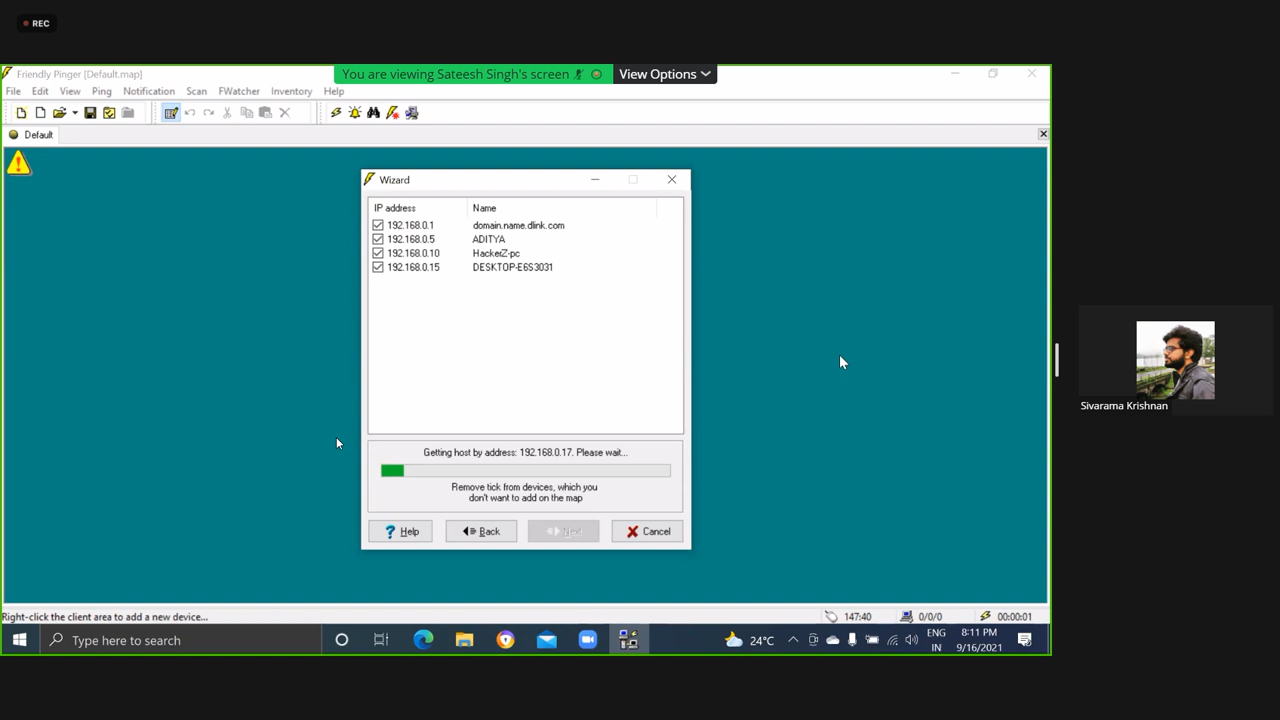 REC
Friendly Pinger [Default.map]
You are viewing Sateesh Singh's screen
View Options
File Edit View Ping Notification Scan FWatcher Inventory Help
Default
Wizard
IP address Name
192.168.0.1 domain.name.dlink.com
192.168.0.5 ADITYA
192.168.0.10 HackerZ-pc
192.168.0.15 DESKTOP-E6S3031
Getting host by address: 192.168.0.17. Please wait...
Remove tick from devices, which you
don't want to add on the map
Help Back Next Cancel
Sivarama Krishnan
Right-click the client area to add a new device...
147:40 0/0/0 00:00:01
Type here to search
24°C
ENG
IN
8:11 PM
9/16/2021